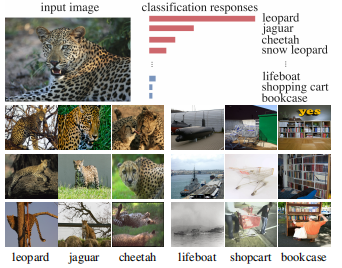 input image
classification responses
leopard
jaguar
cheetah
snow leopard
lifeboat
shopping cart
bookcase
yes
leopard jaguar cheetah lifeboat shopcart bookcase